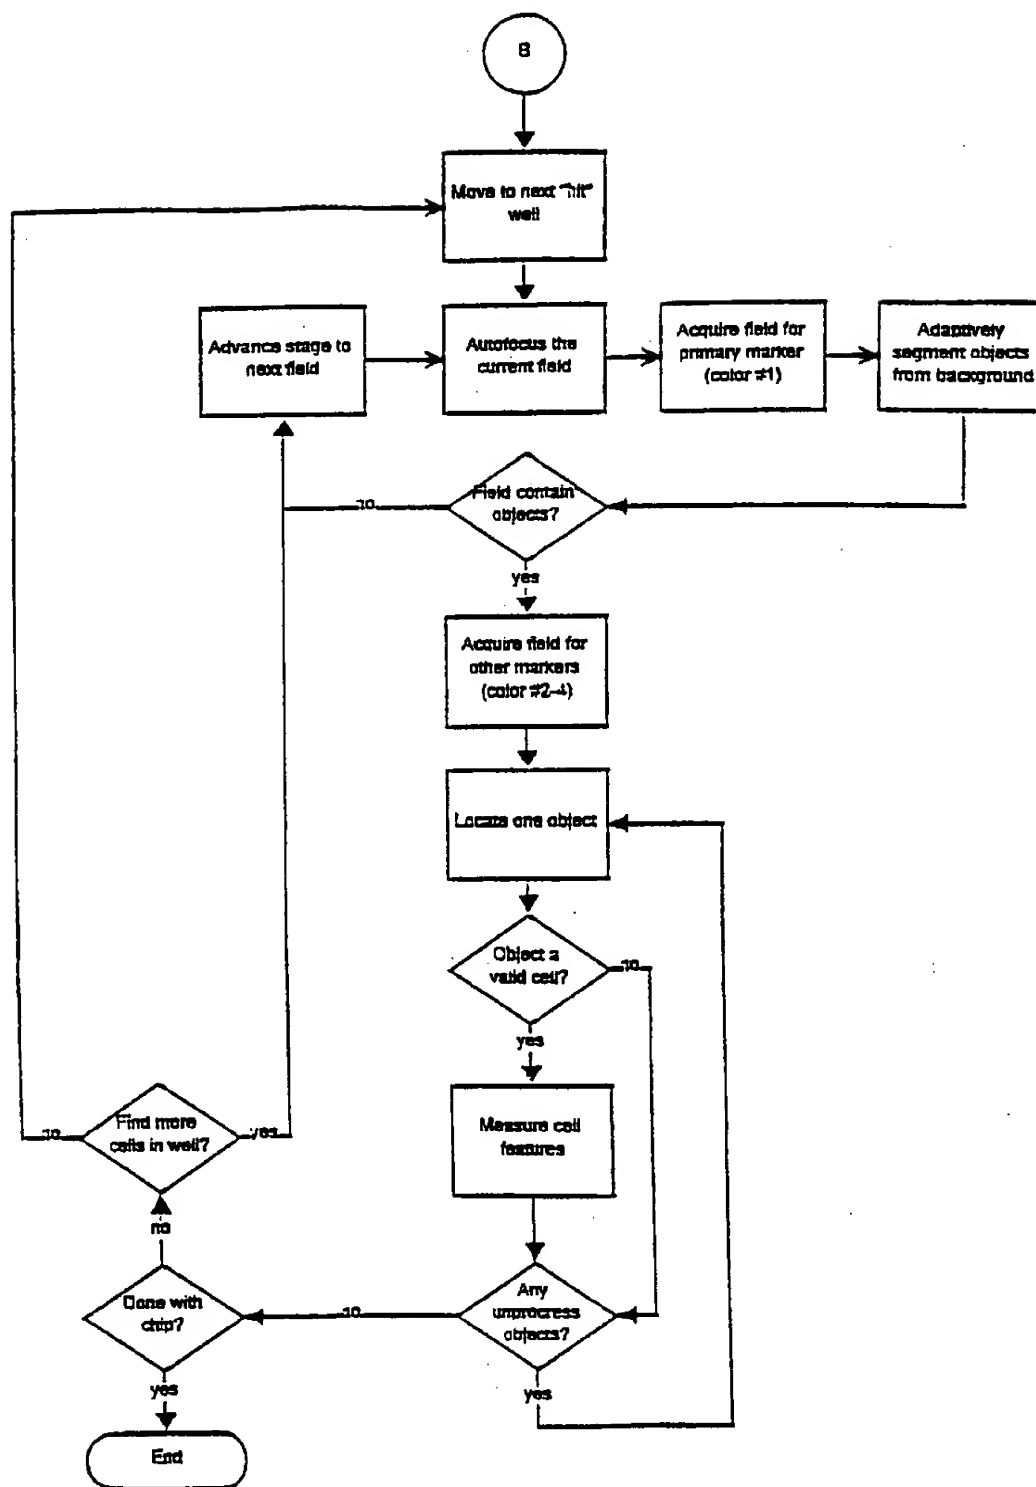 B
Move to next "hit"
well
Advance stage to
next field
Autofocus the
current field
Acquire field for
primary marker
(color #1)
Adaptively
segment objects
from background
Field contain
objects?
no
yes
Acquire field for
other markers
(color #2-4)
Locate one object
Object a
valid cell?
no
yes
Measure cell
features
Find more
cells in well?
no
yes
no
Done with
chip?
no
Any
unprocess
objects?
yes
yes
End